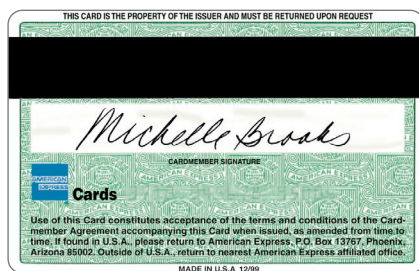 THIS CARD IS THE PROPERTY OF THE ISSUER AND MUST BE RETURNED UPON REQUEST
Michelle Brooks
CARDMEMBER SIGNATURE
AMERICAN
EXPRESS
Cards
Use of this Card constitutes acceptance of the terms and conditions of the Card-
member Agreement accompanying this Card when issued, as amended from time to
time. If found in U.S.A., please return to American Express, P.O. Box 13767, Phoenix,
Arizona 85002. Outside of U.S.A., return to nearest American Express affiliated office.
MADE IN U.S.A 12/99